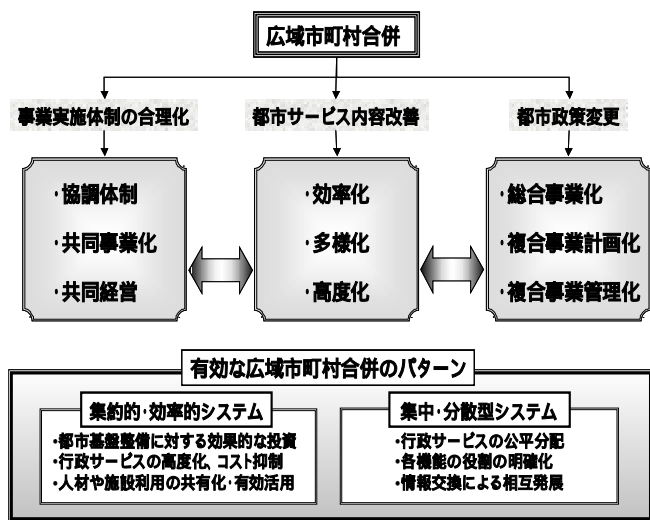 広域市町村合併
事業実施体制の合理化
都市サービス内容改善
都市政策変更
・協調体制
・共同事業化
・共同経営
・効率化
・多様化
・高度化
・総合事業化
・複合事業計画化
・複合事業管理化
有効な広域市町村合併のパターン
集約的・効率的システム
・都市基盤整備に対する効果的な投資
・行政サービスの高度化、コスト抑制
・人材や施設利用の共有化・有効活用
集中・分散型システム
・行政サービスの公平分配
・各機能の役割の明確化
・情報交換による相互発展